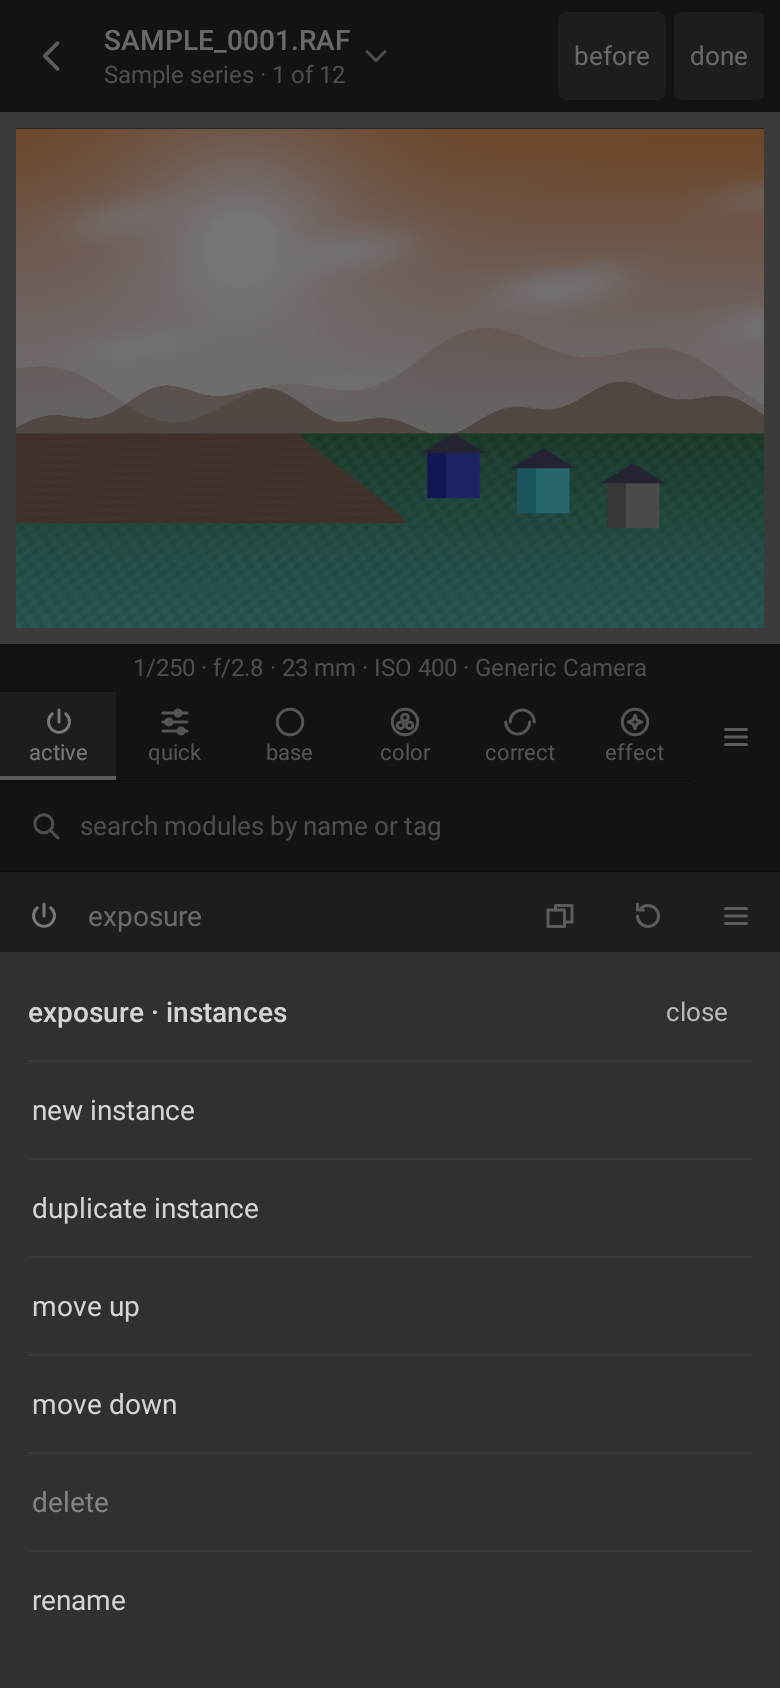 SAMPLE_0001.RAF
Sample series · 1 of 12
before
done
1/250 · f/2.8 · 23 mm · ISO 400 · Generic Camera
active
quick
base
color
correct
effect
search modules by name or tag
exposure
exposure · instances
close
new instance
duplicate instance
move up
move down
delete
rename